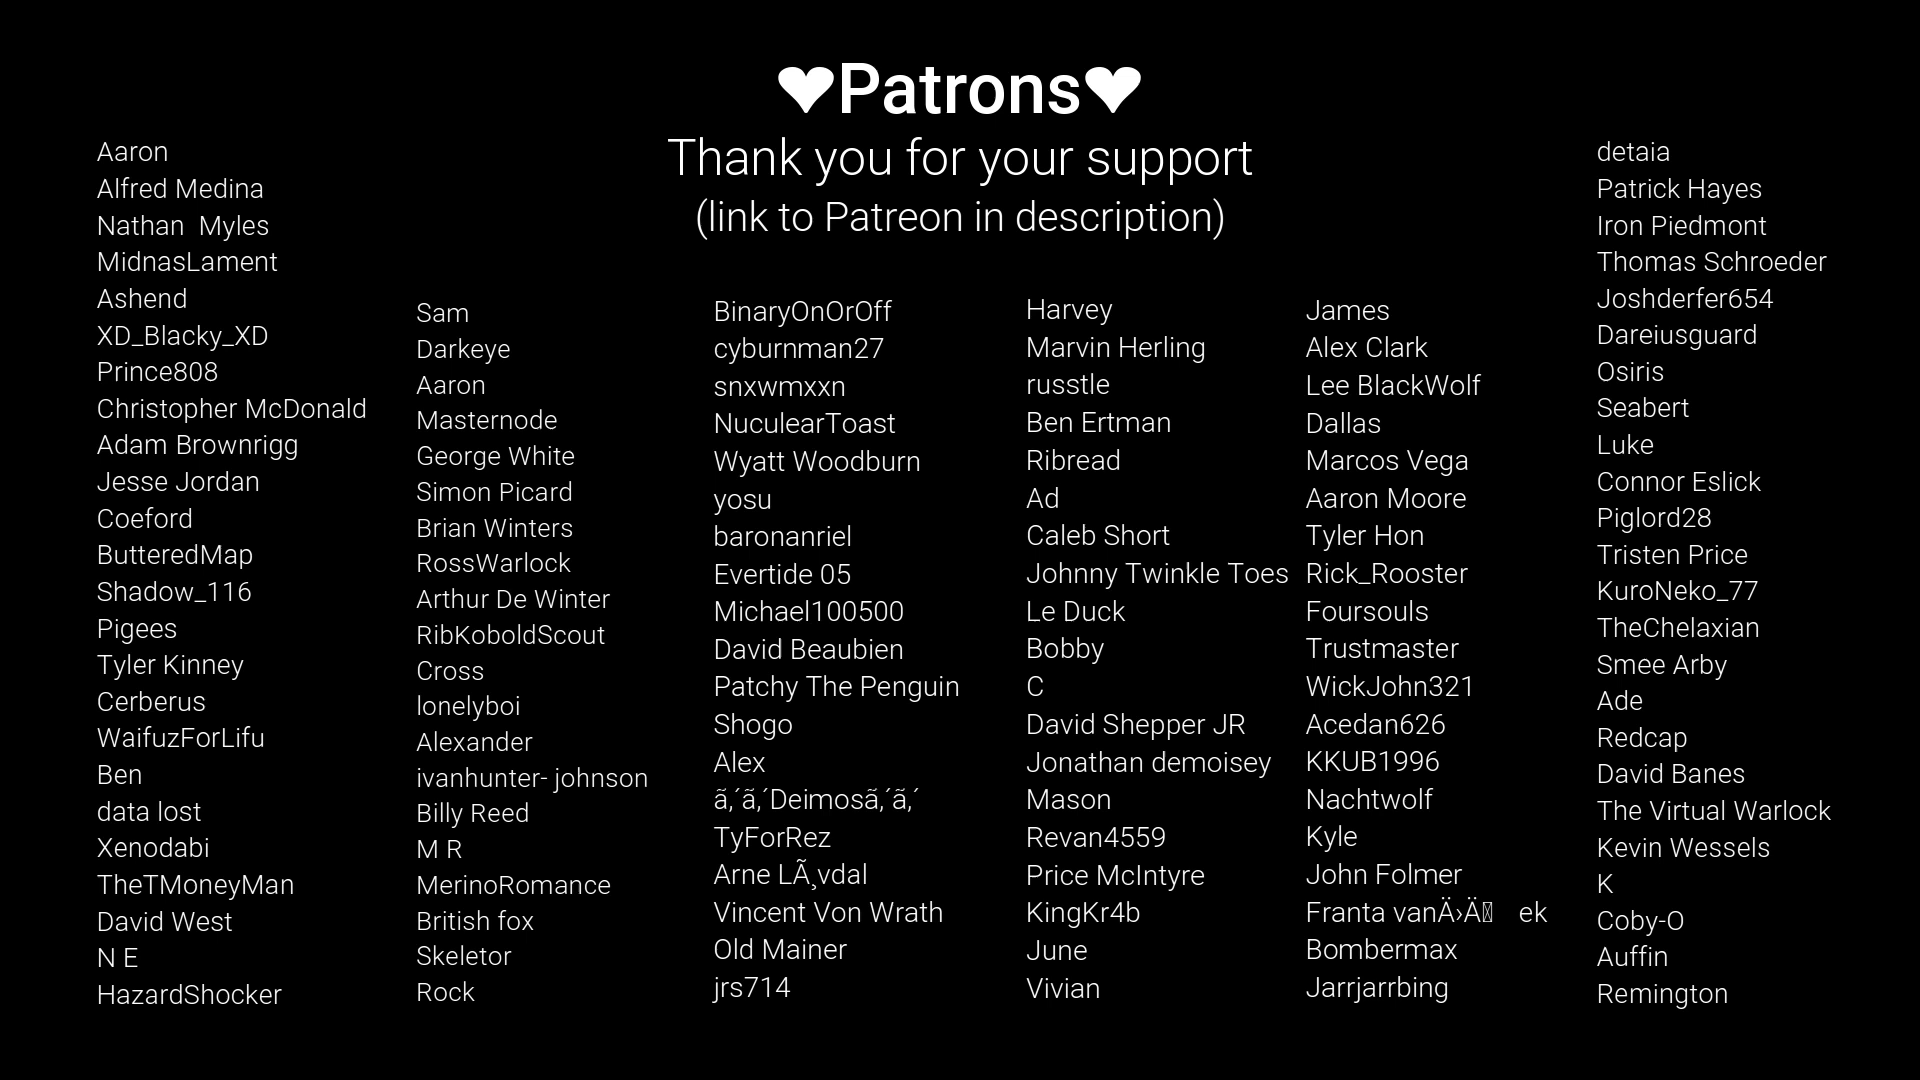 ❤Patrons❤
Thank you for your support
(link to Patreon in description)
Aaron
Alfred Medina
Nathan  Myles
MidnasLament
Ashend
XD_Blacky_XD
Prince808
Christopher McDonald
Adam Brownrigg
Jesse Jordan
Coeford
ButteredMap
Shadow_116
Pigees
Tyler Kinney
Cerberus
WaifuzForLifu
Ben
data lost
Xenodabi
TheTMoneyMan
David West
N E
HazardShocker
Sam
Darkeye
Aaron
Masternode
George White
Simon Picard
Brian Winters
RossWarlock
Arthur De Winter
RibKoboldScout
Cross
lonelyboi
Alexander
ivanhunter- johnson
Billy Reed
M R
MerinoRomance
British fox
Skeletor
Rock
BinaryOnOrOff
cyburnman27
snxwmxxn
NuculearToast
Wyatt Woodburn
yosu
baronanriel
Evertide 05
Michael100500
David Beaubien
Patchy The Penguin
Shogo
Alex
ã‚´ã‚´Deimosã‚´ã‚´
TyForRez
Arne LÃ¸vdal
Vincent Von Wrath
Old Mainer
jrs714
Harvey
Marvin Herling
russtle
Ben Ertman
Ribread
Ad
Caleb Short
Johnny Twinkle Toes
Le Duck
Bobby
C
David Shepper JR
Jonathan demoisey
Mason
Revan4559
Price McIntyre
KingKr4b
June
Vivian
James
Alex Clark
Lee BlackWolf
Dallas
Marcos Vega
Aaron Moore
Tyler Hon
Rick_Rooster
Foursouls
Trustmaster
WickJohn321
Acedan626
KKUB1996
Nachtwolf
Kyle
John Folmer
Franta vanÄ›Ä ek
Bombermax
Jarrjarrbing
detaia
Patrick Hayes
Iron Piedmont
Thomas Schroeder
Joshderfer654
Dareiusguard
Osiris
Seabert
Luke
Connor Eslick
Piglord28
Tristen Price
KuroNeko_77
TheChelaxian
Smee Arby
Ade
Redcap
David Banes
The Virtual Warlock
Kevin Wessels
K
Coby-O
Auffin
Remington